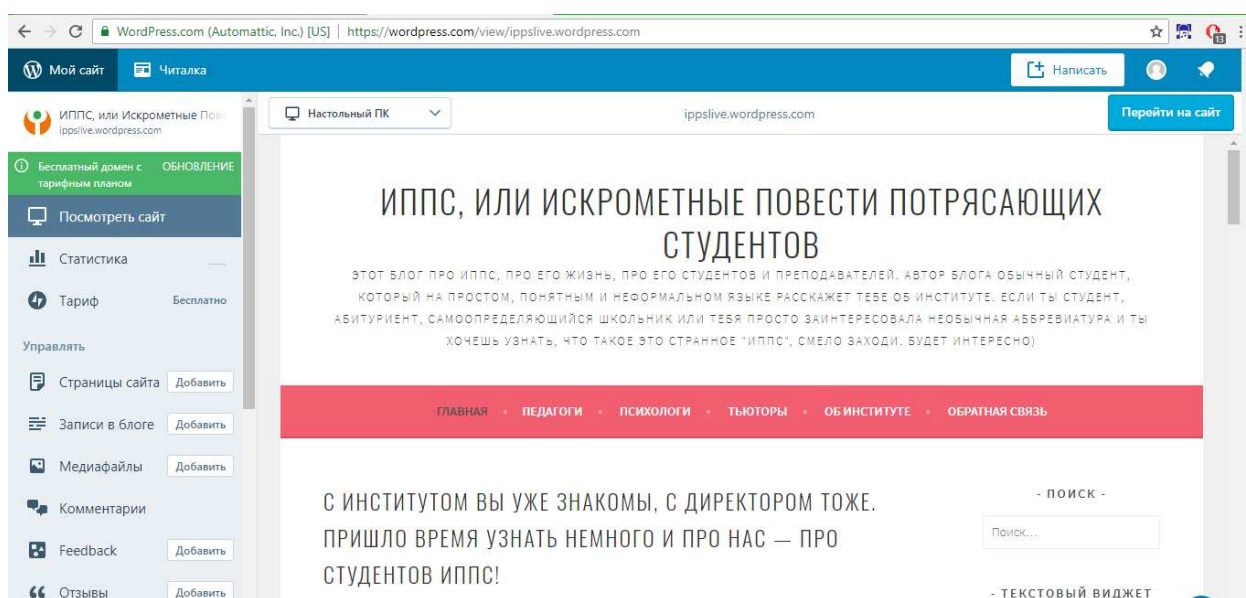 WordPress.com (Automattic, Inc.) [US] | https://wordpress.com/view/ippslive.wordpress.com
13
Мой сайт Читалка Написать
ИППС, или Искрометные Пов
ippslive.wordpress.com
Настольный ПК ippslive.wordpress.com Перейти на сайт
Бесплатный домен с ОБНОВЛЕНИЕ
тарифным планом
Посмотреть сайт
Статистика
Тариф Бесплатно
Управлять
Страницы сайта Добавить
Записи в блоге Добавить
Медиафайлы Добавить
Комментарии
Feedback Добавить
Отзывы Добавить
ИППС, ИЛИ ИСКРОМЕТНЫЕ ПОВЕСТИ ПОТРЯСАЮЩИХ
СТУДЕНТОВ
ЭТОТ БЛОГ ПРО ИППС, ПРО ЕГО ЖИЗНЬ, ПРО ЕГО СТУДЕНТОВ И ПРЕПОДАВАТЕЛЕЙ. АВТОР БЛОГА ОБЫЧНЫЙ СТУДЕНТ,
КОТОРЫЙ НА ПРОСТОМ, ПОНЯТНЫМ И НЕФОРМАЛЬНОМ ЯЗЫКЕ РАССКАЖЕТ ТЕБЕ ОБ ИНСТИТУТЕ. ЕСЛИ ТЫ СТУДЕНТ,
АБИТУРИЕНТ, САМООПРЕДЕЛЯЮЩИЙСЯ ШКОЛЬНИК ИЛИ ТЕБЯ ПРОСТО ЗАИНТЕРЕСОВАЛА НЕОБЫЧНАЯ АББРЕВИАТУРА И ТЫ
ХОЧЕШЬ УЗНАТЬ, ЧТО ТАКОЕ ЭТО СТРАННОЕ "ИППС", СМЕЛО ЗАХОДИ. БУДЕТ ИНТЕРЕСНО)
ГЛАВНАЯ ПЕДАГОГИ ПСИХОЛОГИ ТЬЮТОРЫ ОБ ИНСТИТУТЕ ОБРАТНАЯ СВЯЗЬ
С ИНСТИТУТОМ ВЫ УЖЕ ЗНАКОМЫ, С ДИРЕКТОРОМ ТОЖЕ.
ПРИШЛО ВРЕМЯ УЗНАТЬ НЕМНОГО И ПРО НАС — ПРО
СТУДЕНТОВ ИППС!
- ПОИСК -
Поиск...
- ТЕКСТОВЫЙ ВИДЖЕТ